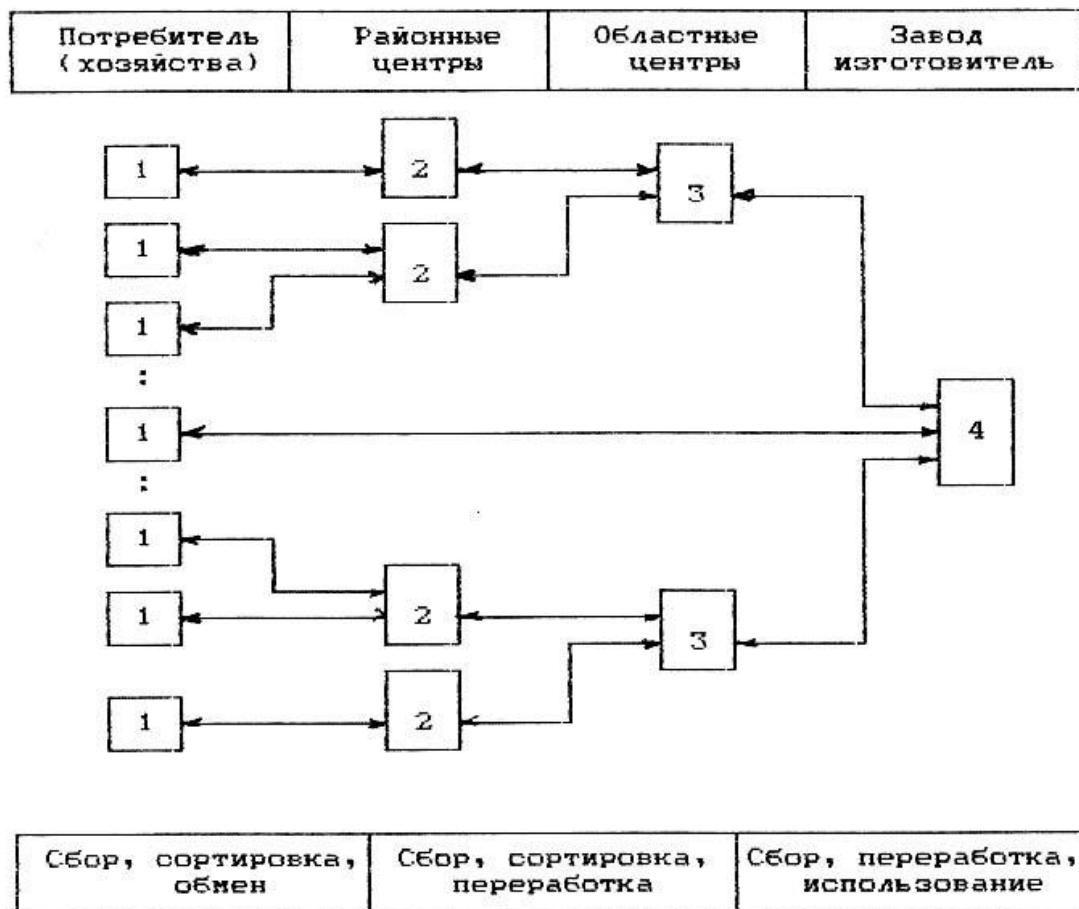 Потребитель Районные Областные Завод
(хозяйства) центры центры изготовитель
1 2 3
1 2
1
:
1 4
:
1
1 2 3
1 2
Сбор, сортировка, Сбор, сортировка, Сбор, переработка,
обмен переработка использование